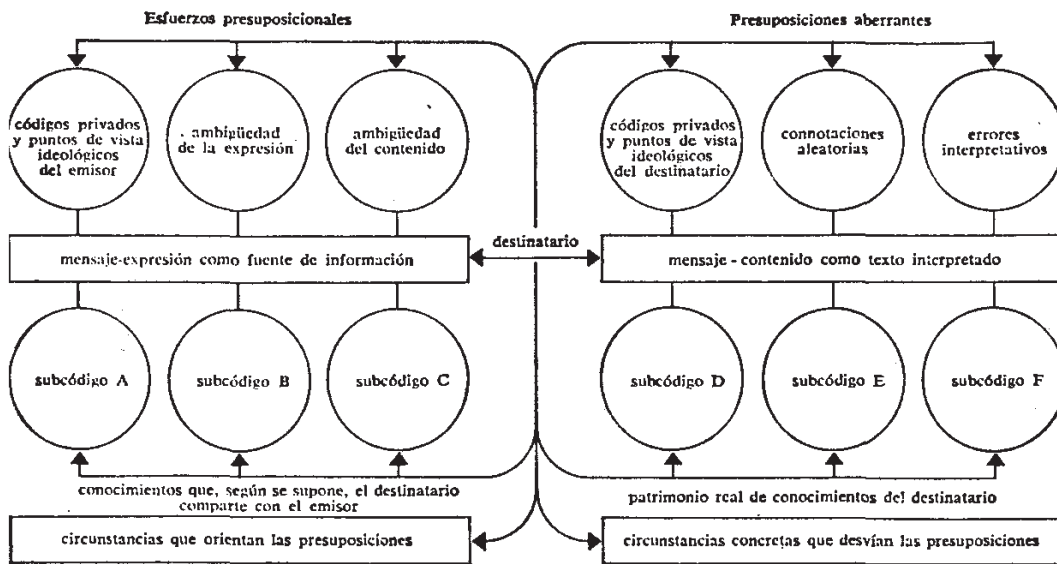 Esfuerzos presuposicionales
códigos privados
y puntos de vista
ideológicos
del emisor
ambigüedad
de la expresión
ambigüedad
del contenido
mensaje-expresión como fuente de información
subcódigo A
subcódigo B
subcódigo C
conocimientos que, según se supone, el destinatario
comparte con el emisor
circunstancias que orientan las presuposiciones
destinatario
Presuposiciones aberrantes
códigos privados
y puntos de vista
ideológicos
del destinatario
connotaciones
aleatorias
errores
interpretativos
mensaje - contenido como texto interpretado
subcódigo D
subcódigo E
subcódigo F
patrimonio real de conocimientos del destinatario
circunstancias concretas que desvían las presuposiciones